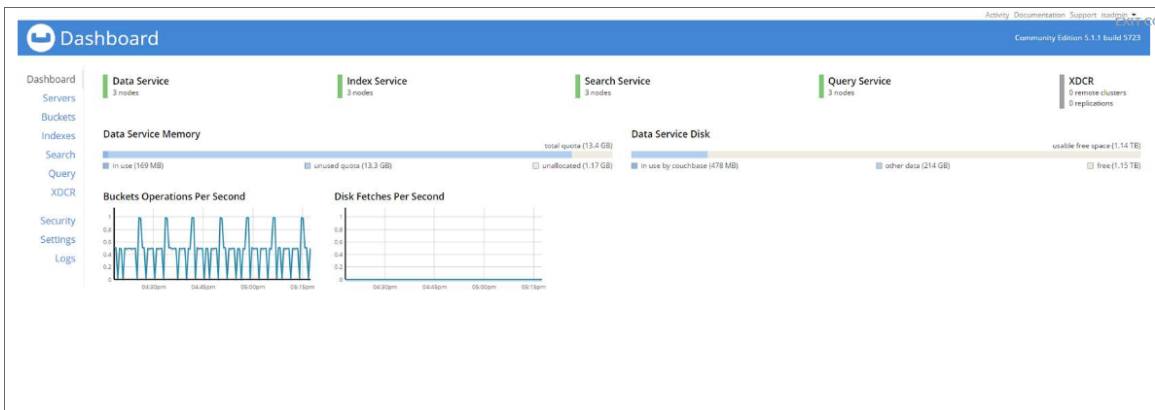 Activity Documentation Support itadmin
EXIT CO
Dashboard
Community Edition 5.1.1 build 5723
Dashboard
Servers
Buckets
Indexes
Search
Query
XDCR
Security
Settings
Logs
Data Service
3 nodes
Index Service
3 nodes
Search Service
3 nodes
Query Service
3 nodes
XDCR
0 remote clusters
0 replications
Data Service Memory
total quota (13.4 GB)
in use (169 MB)
unused quota (13.3 GB)
unallocated (1.17 GB)
Data Service Disk
usable free space (1.14 TB)
in use by couchbase (478 MB)
other data (214 GB)
free (1.15 TB)
Buckets Operations Per Second
1
0.8
0.6
0.4
0.2
0
04:30pm 04:45pm 05:00pm 05:15pm
Disk Fetches Per Second
1
0.8
0.6
0.4
0.2
0
04:30pm 04:45pm 05:00pm 05:15pm